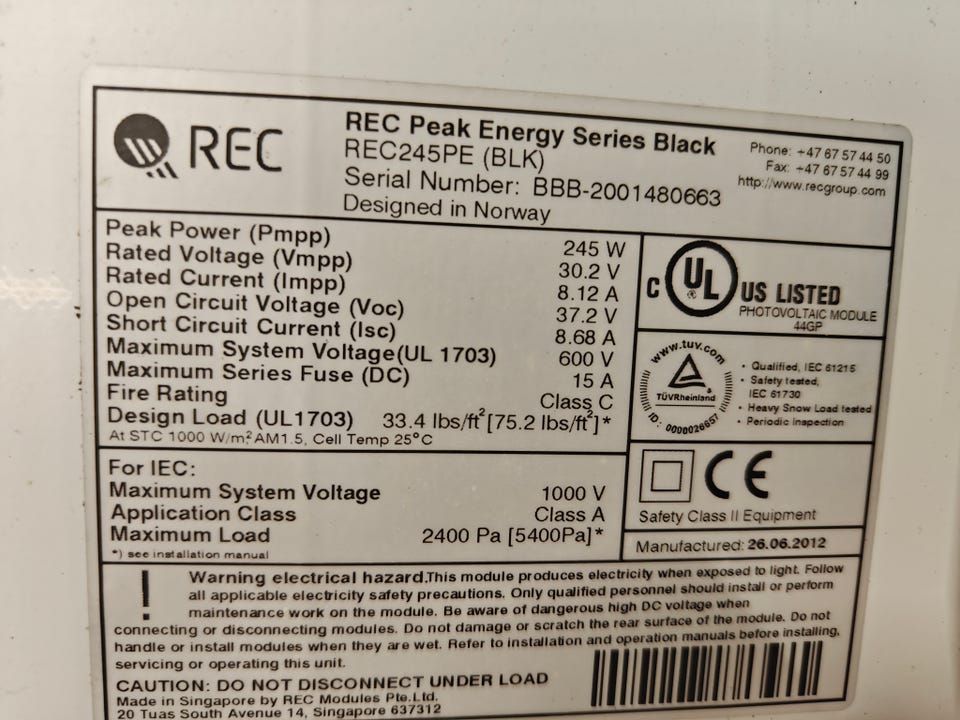 REC
REC Peak Energy Series Black
REC245PE (BLK)
Serial Number: BBB-2001480663
Designed in Norway
Phone: +47 67 57 44 50
Fax: +47 67 57 44 99
http://www.recgroup.com
Peak Power (Pmpp) 245 W
Rated Voltage (Vmpp) 30.2 V
Rated Current (Impp) 8.12 A
Open Circuit Voltage (Voc) 37.2 V
Short Circuit Current (Isc) 8.68 A
Maximum System Voltage(UL 1703) 600 V
Maximum Series Fuse (DC) 15 A
Fire Rating Class C
Design Load (UL1703) 33.4 lbs/ft²[75.2 lbs/ft²]*
At STC 1000 W/m², AM1.5, Cell Temp 25°C
C UL US LISTED
PHOTOVOLTAIC MODULE
44GP
www.tuv.com
TÜVRheinland
ID: 0000026657
• Qualified, IEC 61215
• Safety tested,
IEC 61730
• Heavy Snow Load tested
• Periodic Inspection
For IEC:
Maximum System Voltage 1000 V
Application Class Class A
Maximum Load 2400 Pa [5400Pa]*
*) see installation manual
CE
Safety Class II Equipment
Manufactured: 26.06.2012
! Warning electrical hazard.This module produces electricity when exposed to light. Follow
all applicable electricity safety precautions. Only qualified personnel should install or perform
maintenance work on the module. Be aware of dangerous high DC voltage when
connecting or disconnecting modules. Do not damage or scratch the rear surface of the module. Do not
handle or install modules when they are wet. Refer to installation and operation manuals before installing,
servicing or operating this unit.
CAUTION: DO NOT DISCONNECT UNDER LOAD
Made in Singapore by REC Modules Pte.Ltd.
20 Tuas South Avenue 14, Singapore 637312